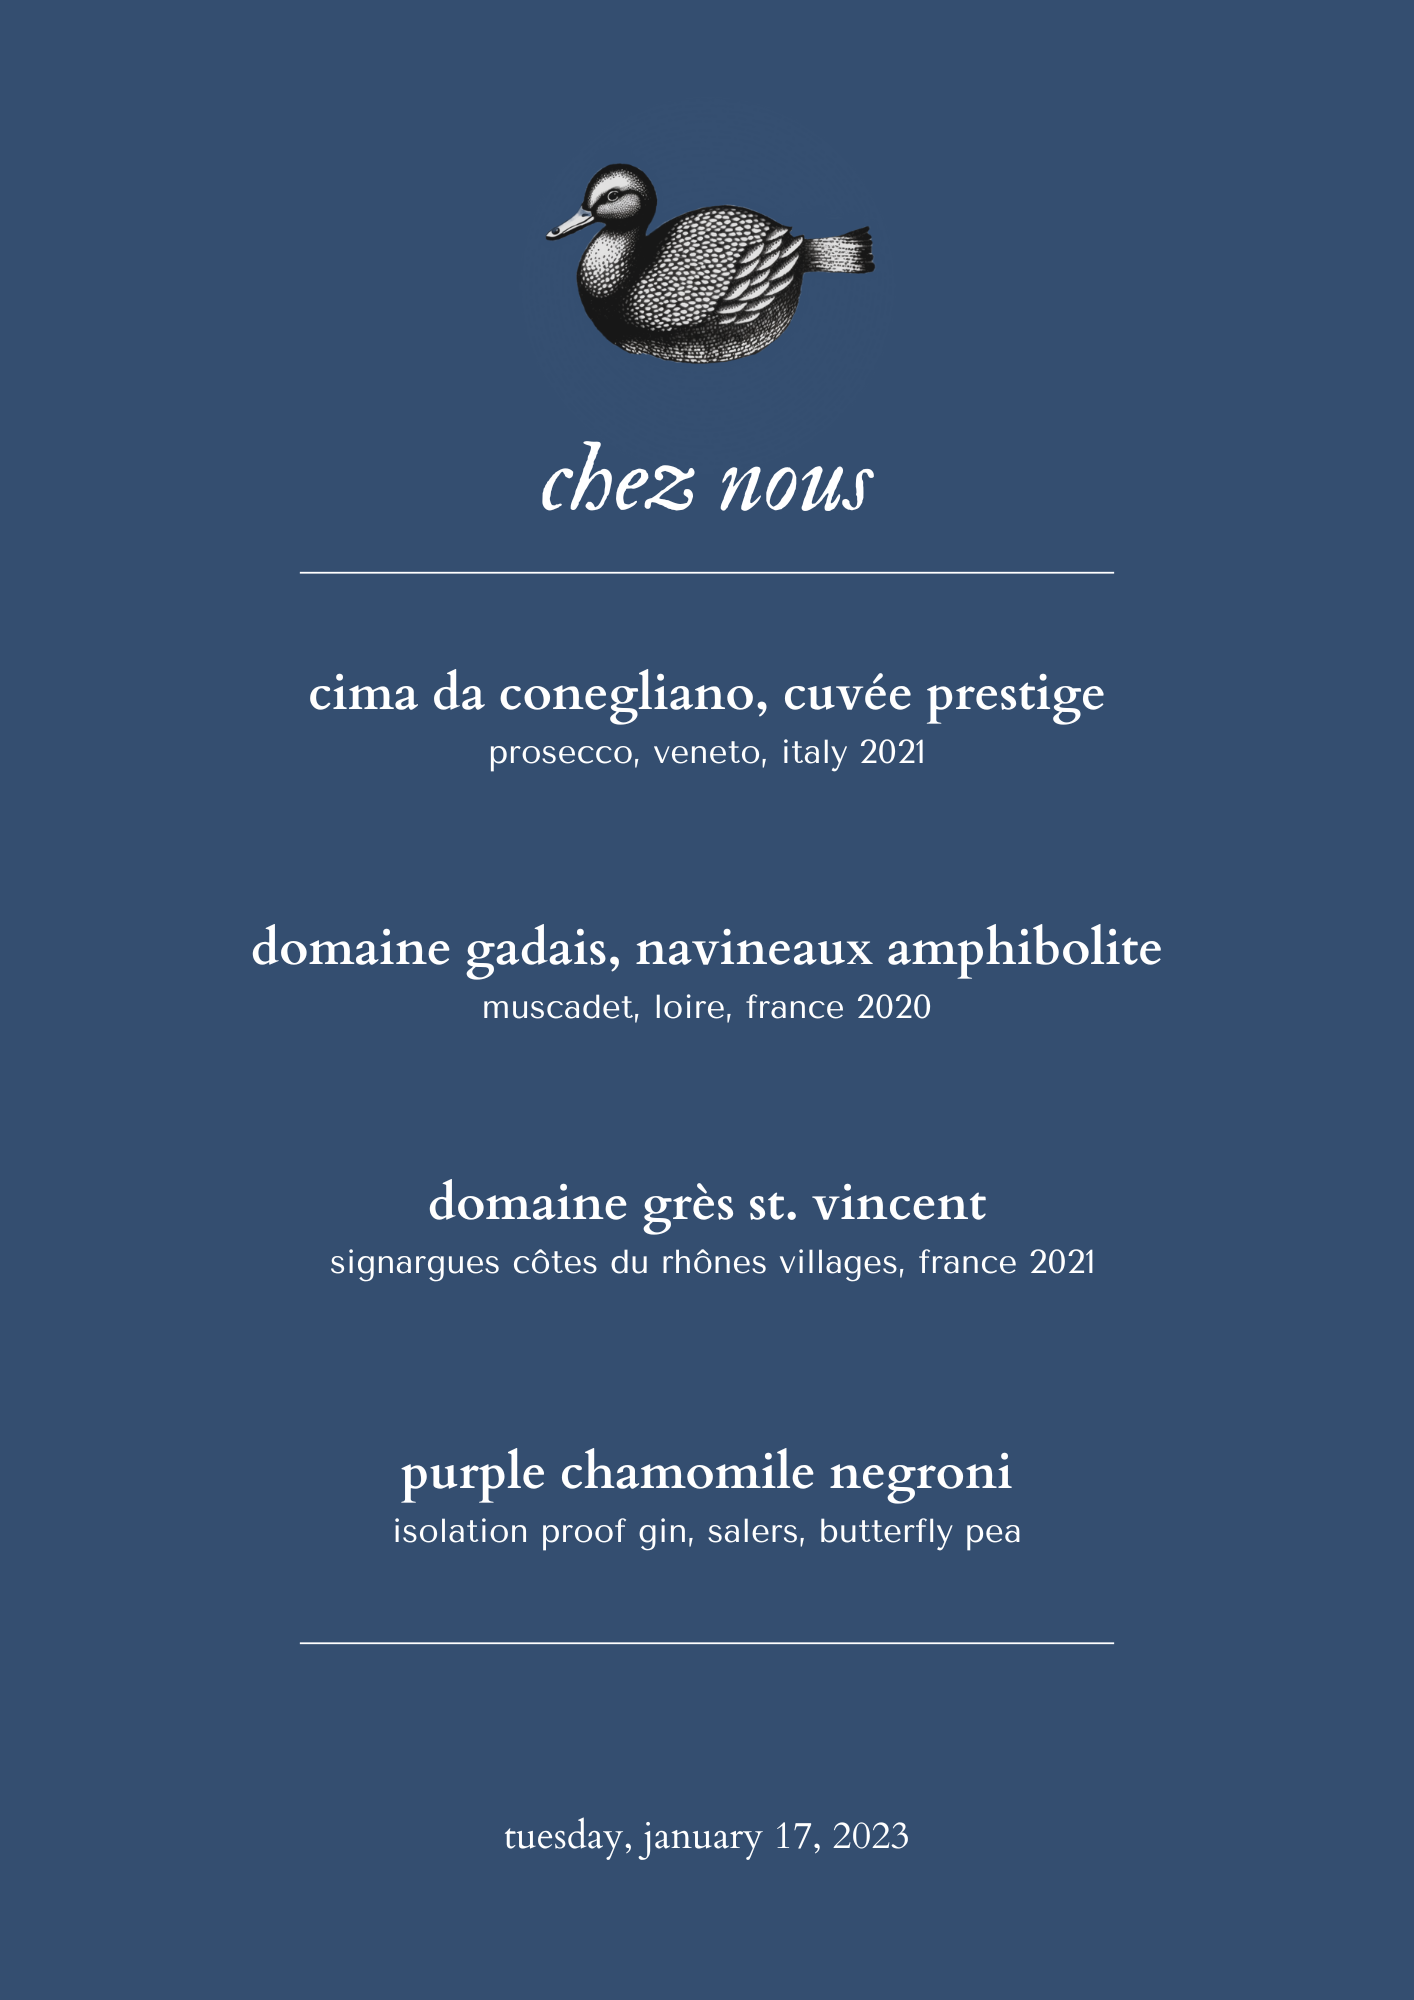 chez nous
cima da conegliano, cuvée prestige
prosecco, veneto, italy 2021
domaine gadais, navineaux amphibolite
muscadet, loire, france 2020
domaine grès st. vincent
signargues côtes du rhônes villages, france 2021
purple chamomile negroni
isolation proof gin, salers, butterfly pea
tuesday, january 17, 2023